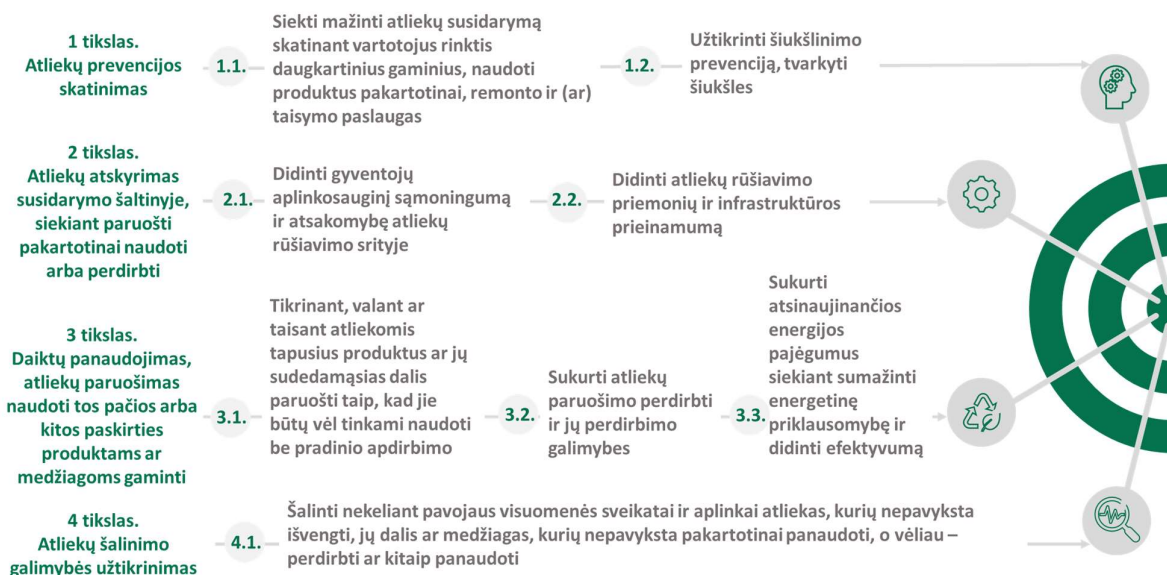 1 tikslas.
Atliekų prevencijos
skatinimas
1.1.
Siekti mažinti atliekų susidarymą
skatinant vartotojus rinktis
daugkartinius gaminius, naudoti
produktus pakartotinai, remonto ir (ar)
taisymo paslaugas
1.2.
Užtikrinti šiukšlinimo
prevenciją, tvarkyti
šiukšles
2 tikslas.
Atliekų atskyrimas
susidarymo šaltinyje,
siekiant paruošti
pakartotinai naudoti
arba perdirbti
2.1.
Didinti gyventojų
aplinkosauginį sąmoningumą
ir atsakomybę atliekų
rūšiavimo srityje
2.2.
Didinti atliekų rūšiavimo
priemonių ir infrastruktūros
prieinamumą
3 tikslas.
Daiktų panaudojimas,
atliekų paruošimas
naudoti tos pačios arba
kitos paskirties
produktams ar
medžiagoms gaminti
3.1.
Tikrinant, valant ar
taisant atliekomis
tapusius produktus ar jų
sudedamąsias dalis
paruošti taip, kad jie
būtų vėl tinkami naudoti
be pradinio apdirbimo
3.2.
Sukurti atliekų
paruošimo perdirbti
ir jų perdirbimo
galimybes
3.3.
Sukurti
atsinaujinančios
energijos
pajėgumus
siekiant sumažinti
energetinę
priklausomybę ir
didinti efektyvumą
4 tikslas.
Atliekų šalinimo
galimybės užtikrinimas
4.1.
Šalinti nekeliant pavojaus visuomenės sveikatai ir aplinkai atliekas, kurių nepavyksta
išvengti, jų dalis ar medžiagas, kurių nepavyksta pakartotinai panaudoti, o vėliau –
perdirbti ar kitaip panaudoti